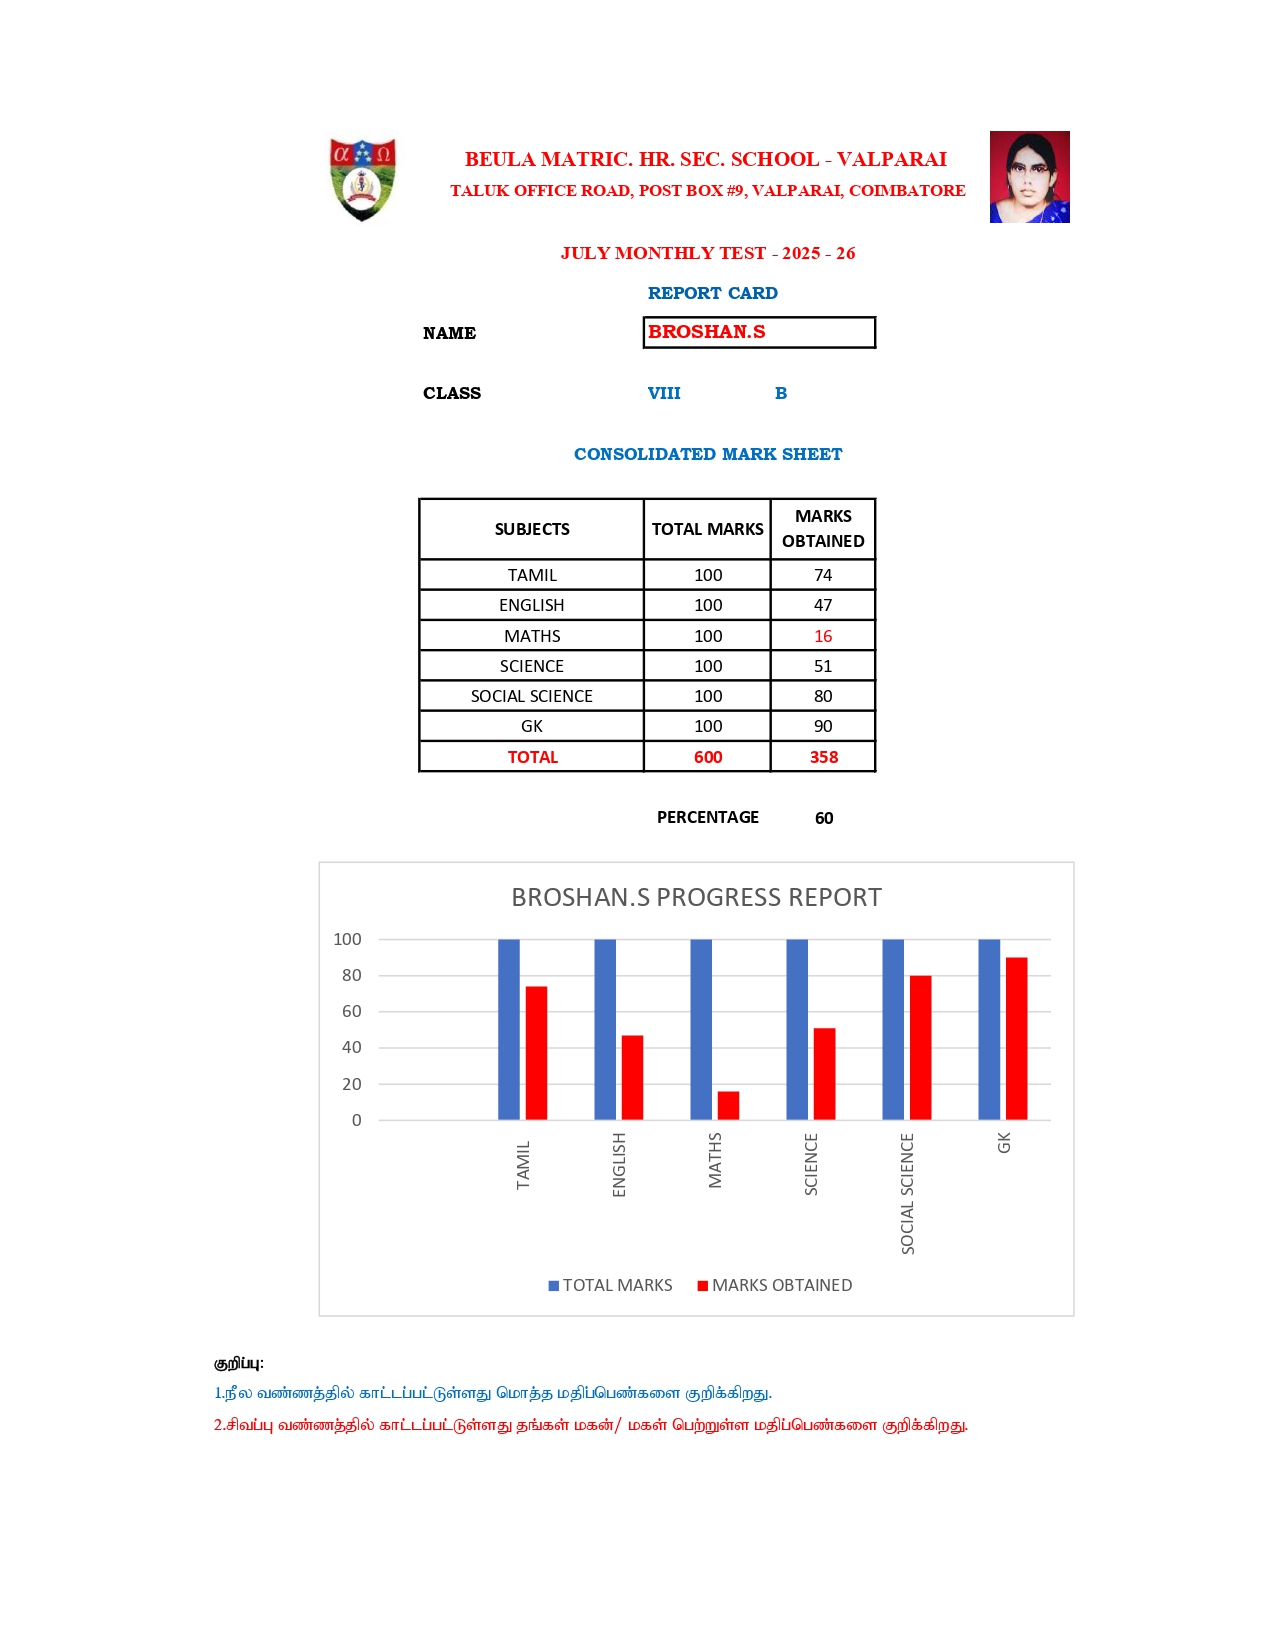 α Ω
BEULA MATRIC. HR. SEC. SCHOOL - VALPARAI
TALUK OFFICE ROAD, POST BOX #9, VALPARAI, COIMBATORE
JULY MONTHLY TEST - 2025 - 26
REPORT CARD
NAME BROSHAN.S
CLASS VIII B
CONSOLIDATED MARK SHEET
SUBJECTS TOTAL MARKS MARKS OBTAINED
TAMIL 100 74
ENGLISH 100 47
MATHS 100 16
SCIENCE 100 51
SOCIAL SCIENCE 100 80
GK 100 90
TOTAL 600 358
PERCENTAGE 60
BROSHAN.S PROGRESS REPORT
100
80
60
40
20
0
TAMIL ENGLISH MATHS SCIENCE SOCIAL SCIENCE GK
TOTAL MARKS MARKS OBTAINED
குறிப்பு:
1.நீல வண்ணத்தில் காட்டப்பட்டுள்ளது மொத்த மதிப்பெண்களை குறிக்கிறது.
2.சிவப்பு வண்ணத்தில் காட்டப்பட்டுள்ளது தங்கள் மகன்/ மகள் பெற்றுள்ள மதிப்பெண்களை குறிக்கிறது.